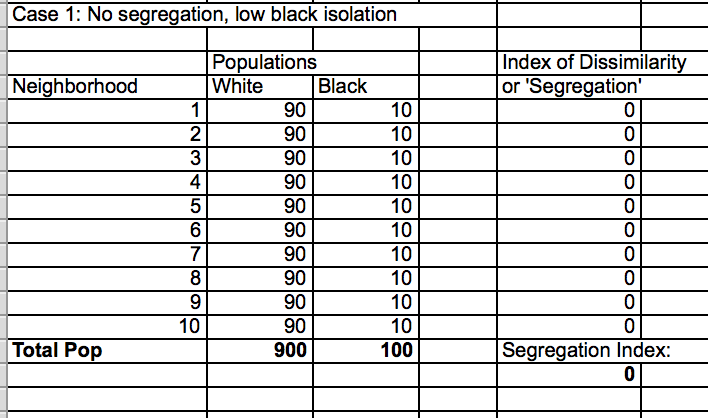 Case 1: No segregation, low black isolation
Populations Index of Dissimilarity
Neighborhood White Black or 'Segregation'
1 90 10 0
2 90 10 0
3 90 10 0
4 90 10 0
5 90 10 0
6 90 10 0
7 90 10 0
8 90 10 0
9 90 10 0
10 90 10 0
Total Pop 900 100 Segregation Index:
0